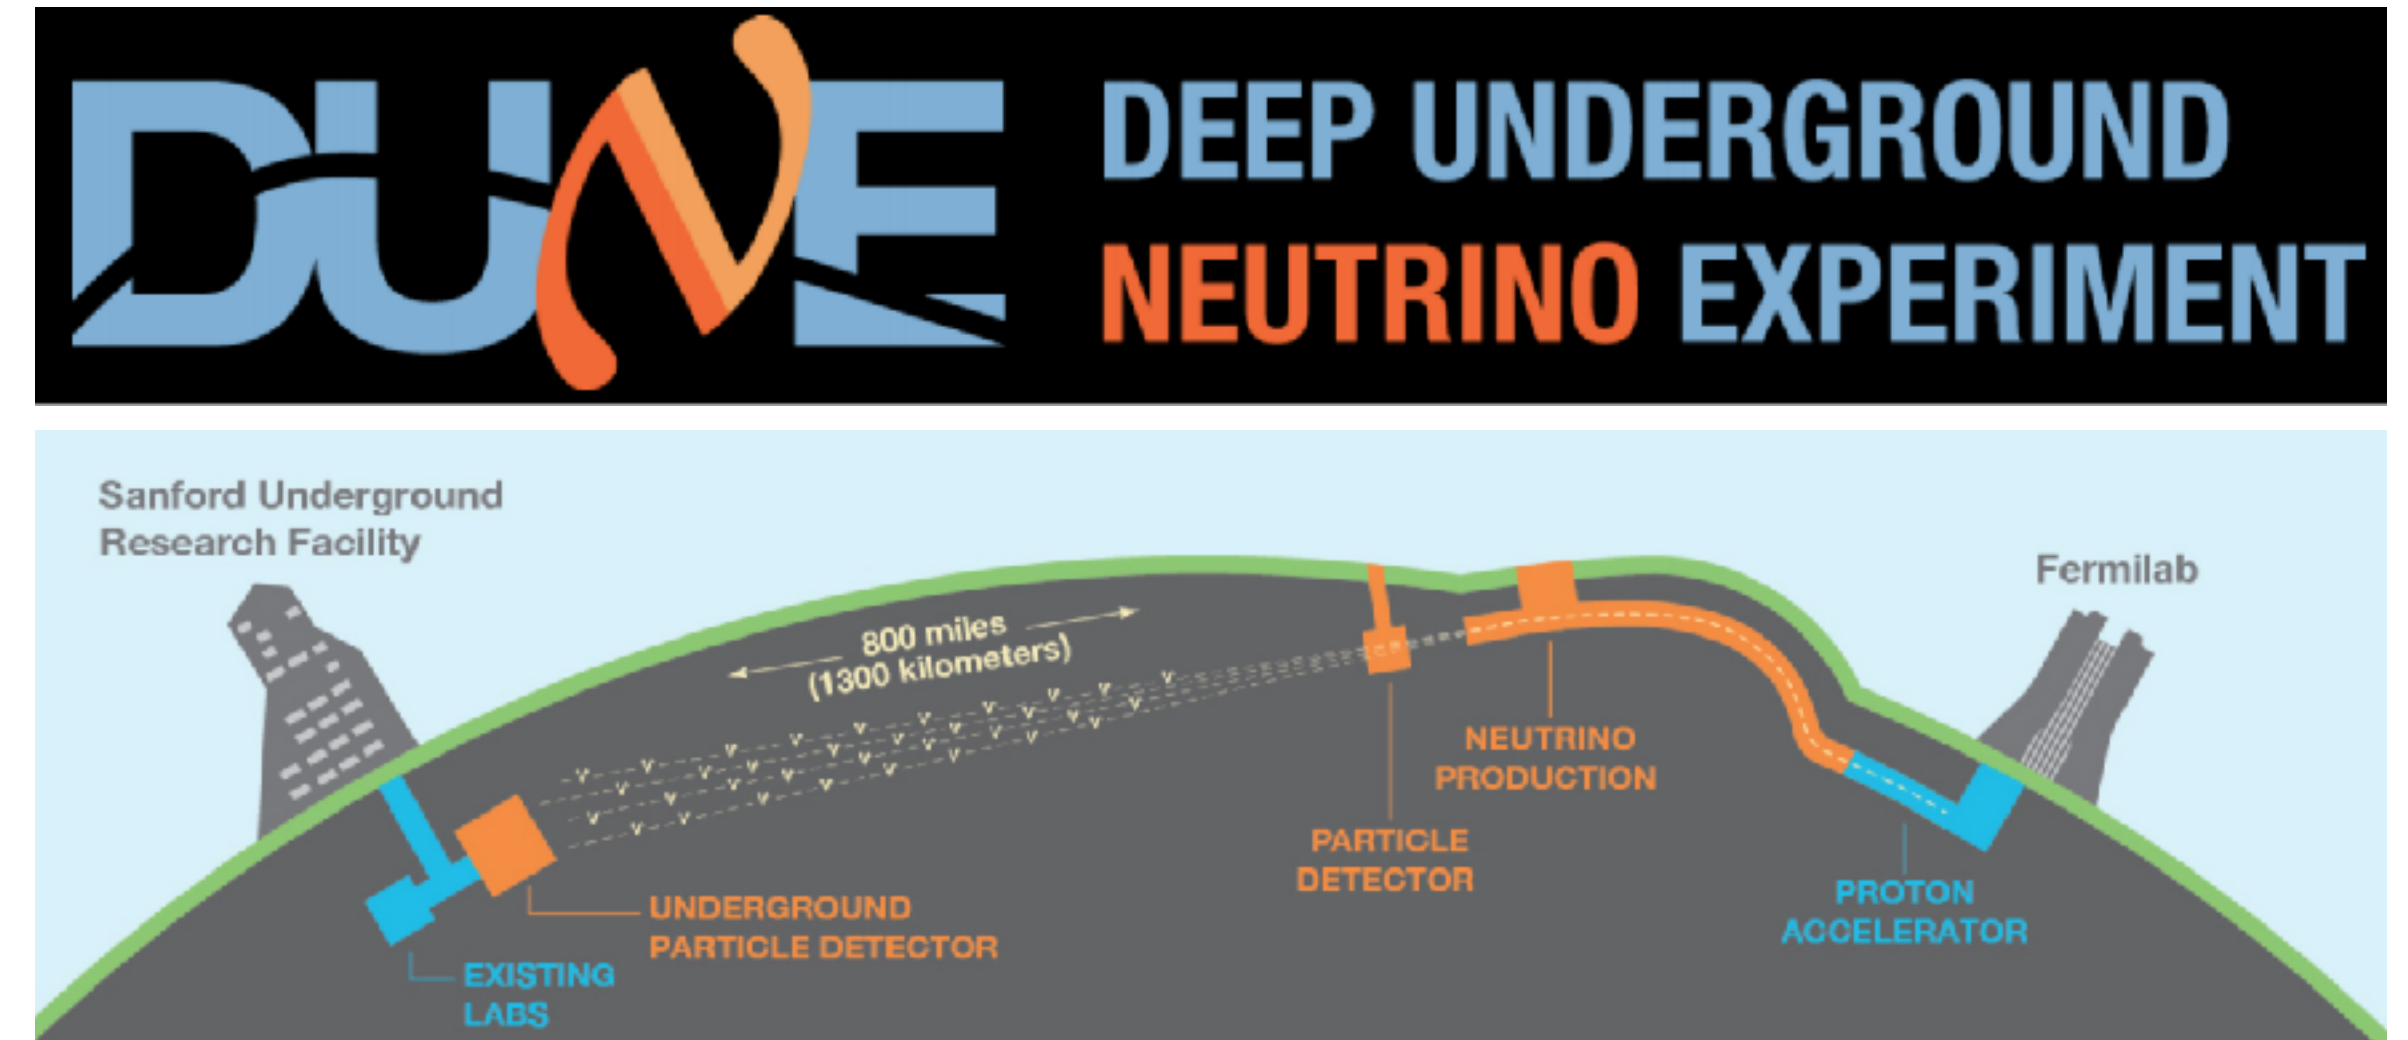 DUNE
DEEP UNDERGROUND
NEUTRINO EXPERIMENT
Sanford Underground
Research Facility
Fermilab
800 miles
(1300 kilometers)
NEUTRINO
PRODUCTION
PARTICLE
DETECTOR
PROTON
ACCELERATOR
UNDERGROUND
PARTICLE DETECTOR
EXISTING
LABS